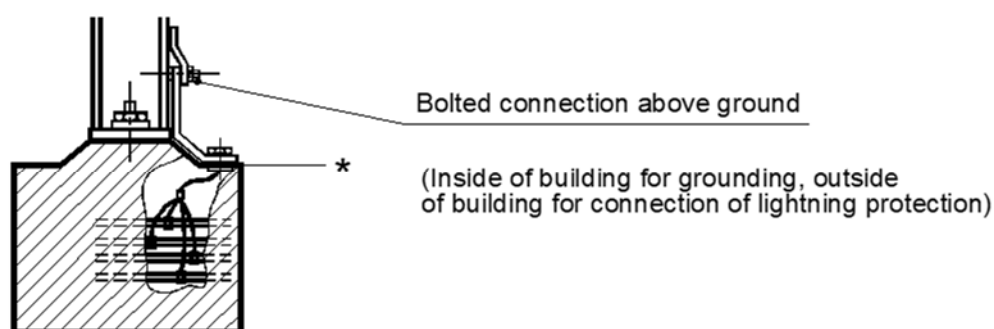 Bolted connection above ground
*
(Inside of building for grounding, outside
of building for connection of lightning protection)